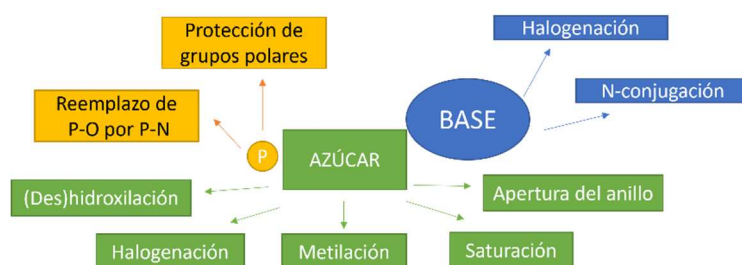 Protección de
grupos polares
Halogenación
Reemplazo de
P-O por P-N
N-conjugación
BASE
P
AZÚCAR
(Des)hidroxilación
Apertura del anillo
Halogenación
Metilación
Saturación